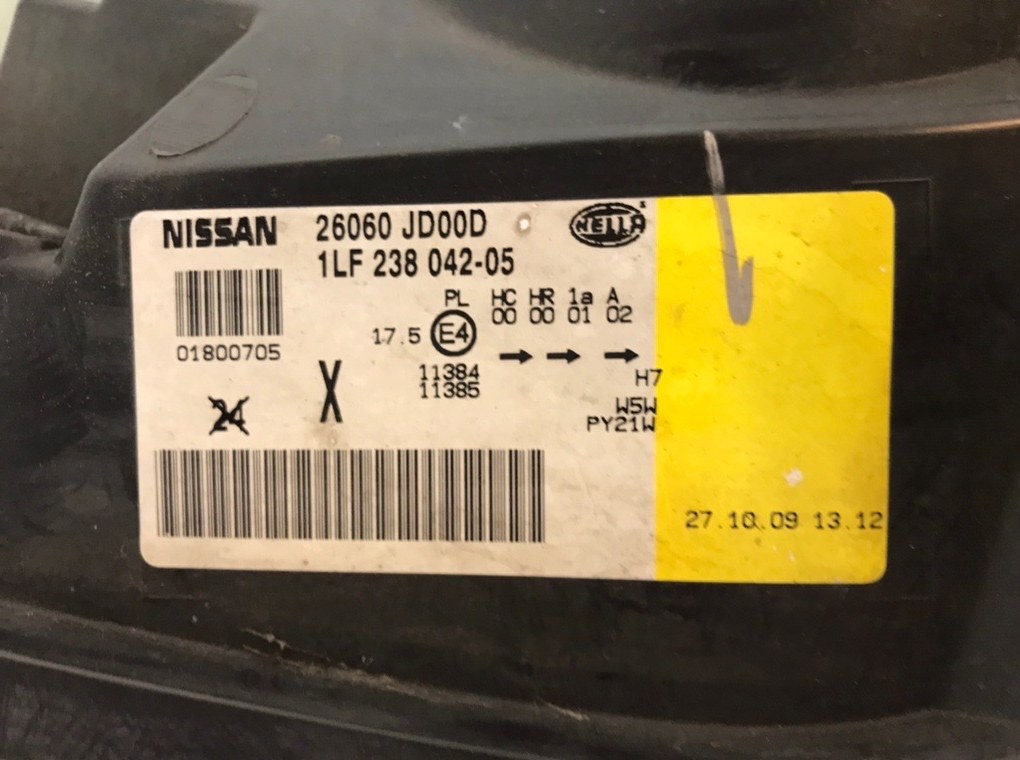 NISSAN 26060 JD00D HELLA
1LF 238 042-05
PL HC HR 1a A
00 00 01 02
17.5 E4
→ → →
01800705
11384
11385
H7
24
X
W5W
PY21W
27.10.09 13.12